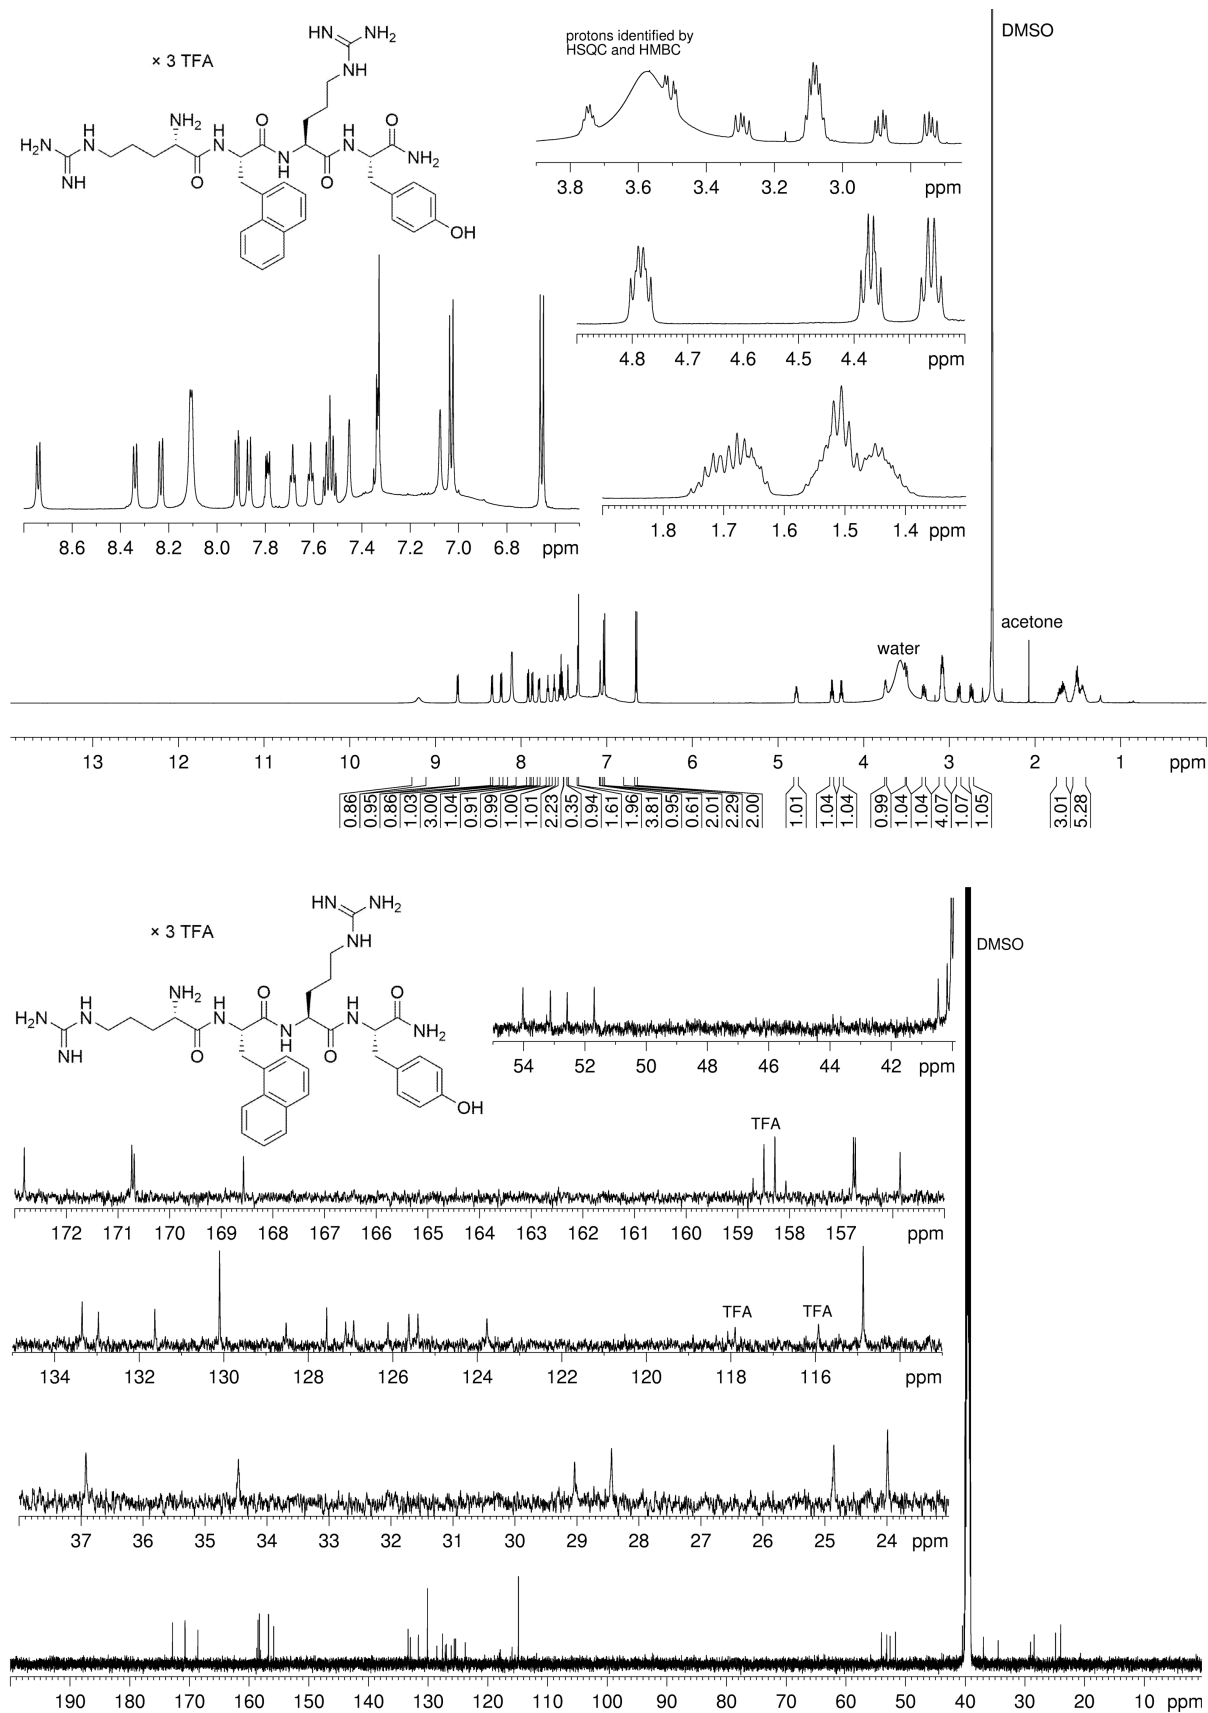 DMSO
protons identified by
HSQC and HMBC
× 3 TFA
HN NH2
NH
NH2 O O
H2N H N H N H N NH2
NH O N H O
OH
3.8 3.6 3.4 3.2 3.0 ppm
4.8 4.7 4.6 4.5 4.4 ppm
1.8 1.7 1.6 1.5 1.4 ppm
8.6 8.4 8.2 8.0 7.8 7.6 7.4 7.2 7.0 6.8 ppm
acetone
water
13 12 11 10 9 8 7 6 5 4 3 2 1 ppm
0.86 0.95 0.86 1.03 3.00 1.04 0.91 0.99 1.00 1.01 2.23 0.35 0.94 1.61 1.96 3.81 0.95 0.61 2.01 2.29 2.00 1.01 1.04 1.04 0.99 1.04 1.04 4.07 1.07 1.05 3.01 5.28
× 3 TFA
HN NH2
NH
NH2 O O
H2N H N H N H N NH2
NH O N H O
OH
DMSO
54 52 50 48 46 44 42 ppm
TFA
172 171 170 169 168 167 166 165 164 163 162 161 160 159 158 157 ppm
TFA TFA
134 132 130 128 126 124 122 120 118 116 ppm
37 36 35 34 33 32 31 30 29 28 27 26 25 24 ppm
190 180 170 160 150 140 130 120 110 100 90 80 70 60 50 40 30 20 10 ppm